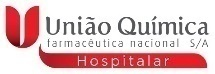 União Química
farmacêutica nacional S/A
Hospitalar